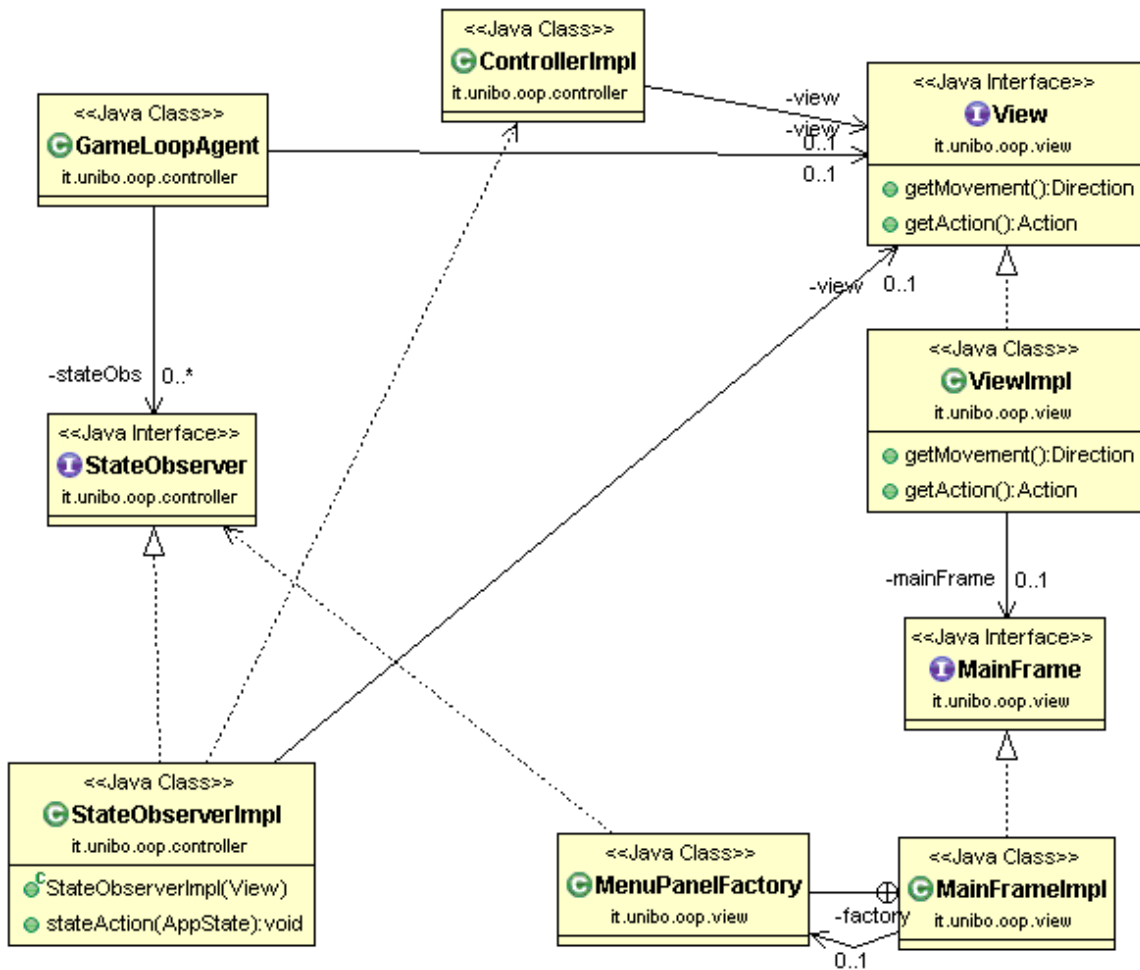 <<Java Class>>
ControllerImpl
it.unibo.oop.controller
<<Java Interface>>
View
it.unibo.oop.view
getMovement():Direction
getAction():Action
<<Java Class>>
GameLoopAgent
it.unibo.oop.controller
-view
-view
0..1
0..1
-view
0..1
<<Java Class>>
ViewImpl
it.unibo.oop.view
getMovement():Direction
getAction():Action
-stateObs
0..*
<<Java Interface>>
StateObserver
it.unibo.oop.controller
-mainFrame
0..1
<<Java Interface>>
MainFrame
it.unibo.oop.view
<<Java Class>>
StateObserverImpl
it.unibo.oop.controller
StateObserverImpl(View)
stateAction(AppState):void
<<Java Class>>
MenuPanelFactory
it.unibo.oop.view
-factory
0..1
<<Java Class>>
MainFrameImpl
it.unibo.oop.view